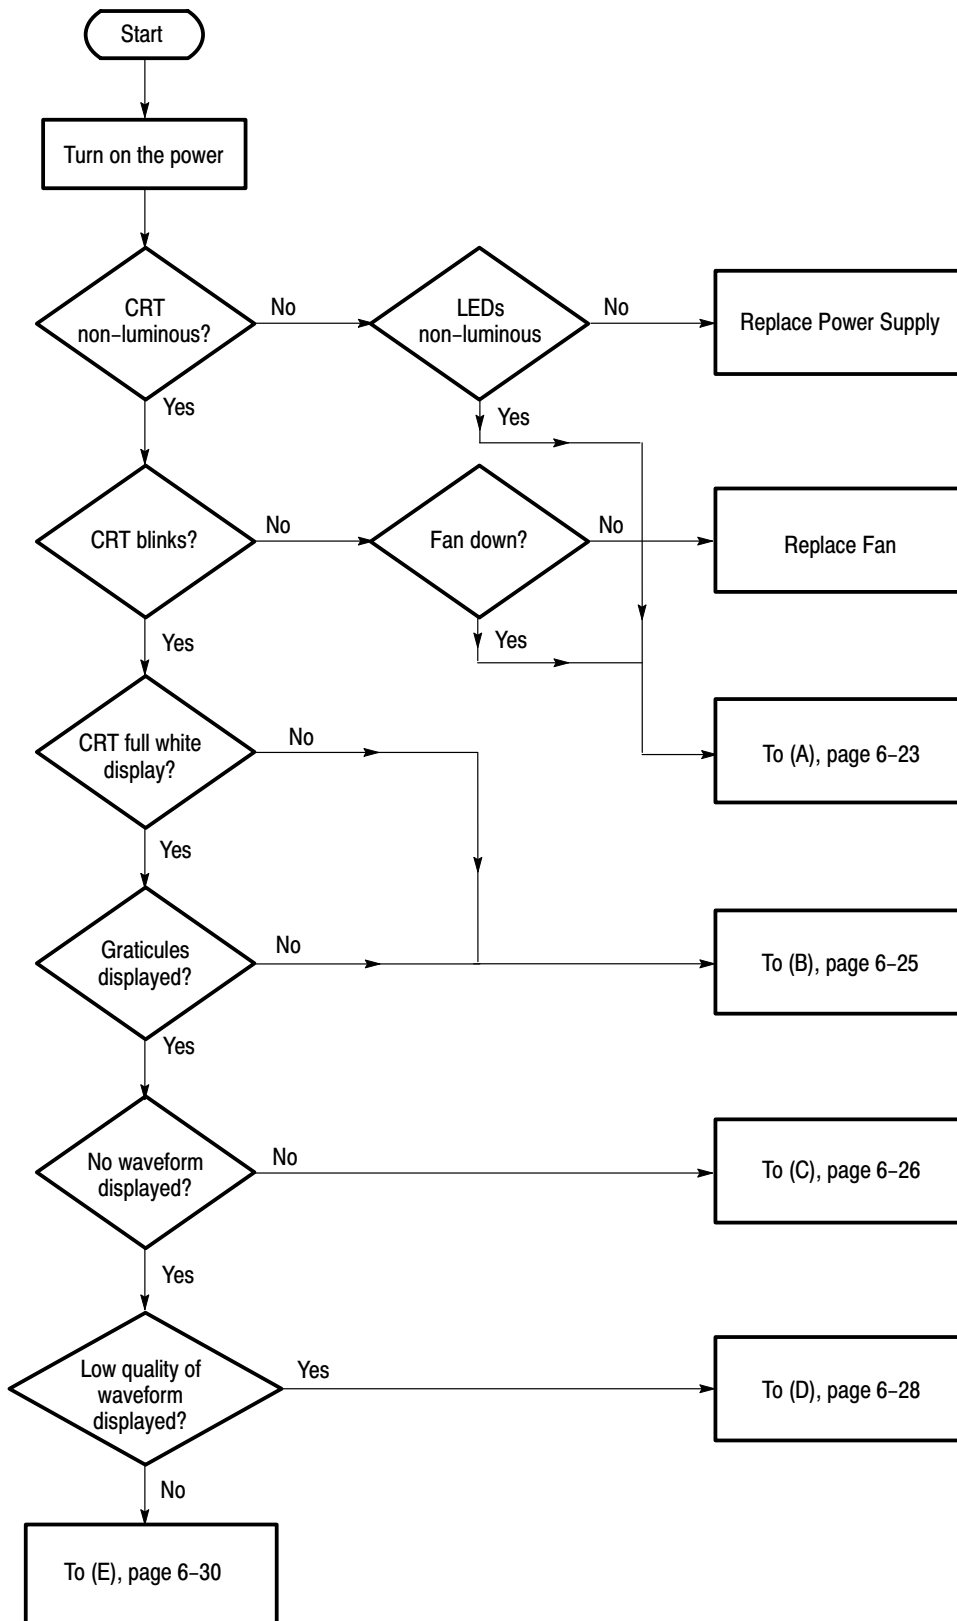 Start
Turn on the power
CRT
non-luminous?
No
LEDs
non-luminous
No
Replace Power Supply
Yes
Yes
CRT blinks?
No
Fan down?
No
Replace Fan
Yes
Yes
CRT full white
display?
No
To (A), page 6-23
Yes
Graticules
displayed?
No
To (B), page 6-25
Yes
No waveform
displayed?
No
To (C), page 6-26
Yes
Low quality of
waveform
displayed?
Yes
To (D), page 6-28
No
To (E), page 6-30